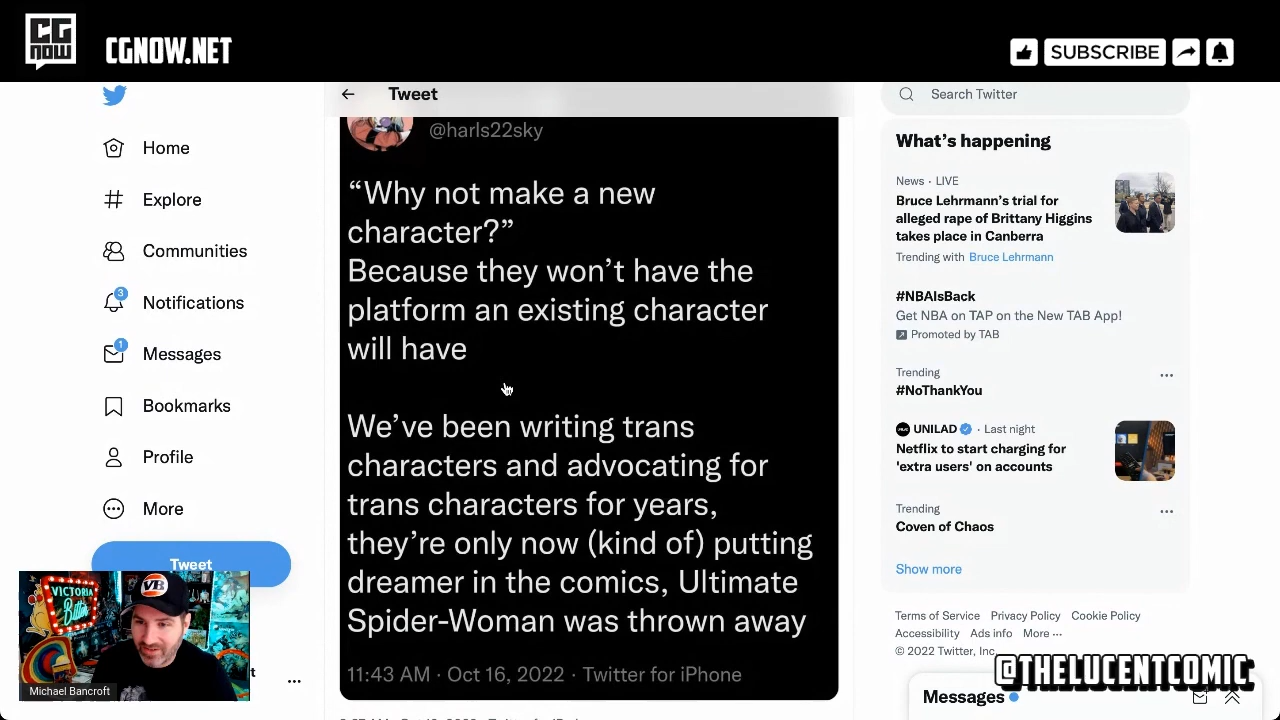 CG
NOW
CGNOW.NET
SUBSCRIBE
Home
Explore
Communities
3
Notifications
1
Messages
Bookmarks
Profile
More
Tweet
Tweet
@harls22sky
“Why not make a new
character?”
Because they won’t have the
platform an existing character
will have
We’ve been writing trans
characters and advocating for
trans characters for years,
they’re only now (kind of) putting
dreamer in the comics, Ultimate
Spider-Woman was thrown away
11:43 AM · Oct 16, 2022 · Twitter for iPhone
Search Twitter
What’s happening
News · LIVE
Bruce Lehrmann’s trial for
alleged rape of Brittany Higgins
takes place in Canberra
Trending with Bruce Lehrmann
#NBAIsBack
Get NBA on TAP on the New TAB App!
Promoted by TAB
Trending
#NoThankYou
UNILAD · Last night
Netflix to start charging for
'extra users' on accounts
Trending
Coven of Chaos
Show more
Terms of Service Privacy Policy Cookie Policy
Accessibility Ads info More ···
© 2022 Twitter, Inc.
@THELUCENTCOMIC
Messages
VICTORIA
Bitter
VB
Michael Bancroft